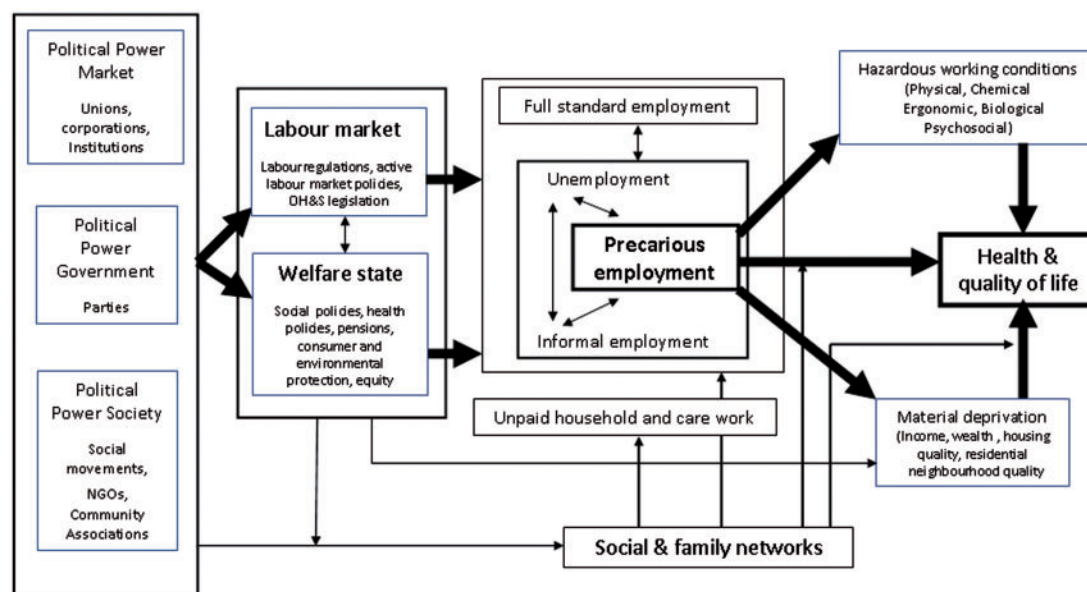 Political Power
Market
Unions,
corporations,
Institutions
Political
Power
Government
Parties
Political
Power Society
Social
movements,
NGOs,
Community
Associations
Labour market
Labour regulations, active
labour market policies,
OH&S legislation
Welfare state
Social policies, health
policies, pensions,
consumer and
environmental
protection, equity
Full standard employment
Unemployment
Precarious
employment
Informal employment
Unpaid household and care work
Social & family networks
Hazardous working conditions
(Physical, Chemical
Ergonomic, Biological
Psychosocial)
Health &
quality of life
Material deprivation
(Income, wealth , housing
quality, residential
neighbourhood quality